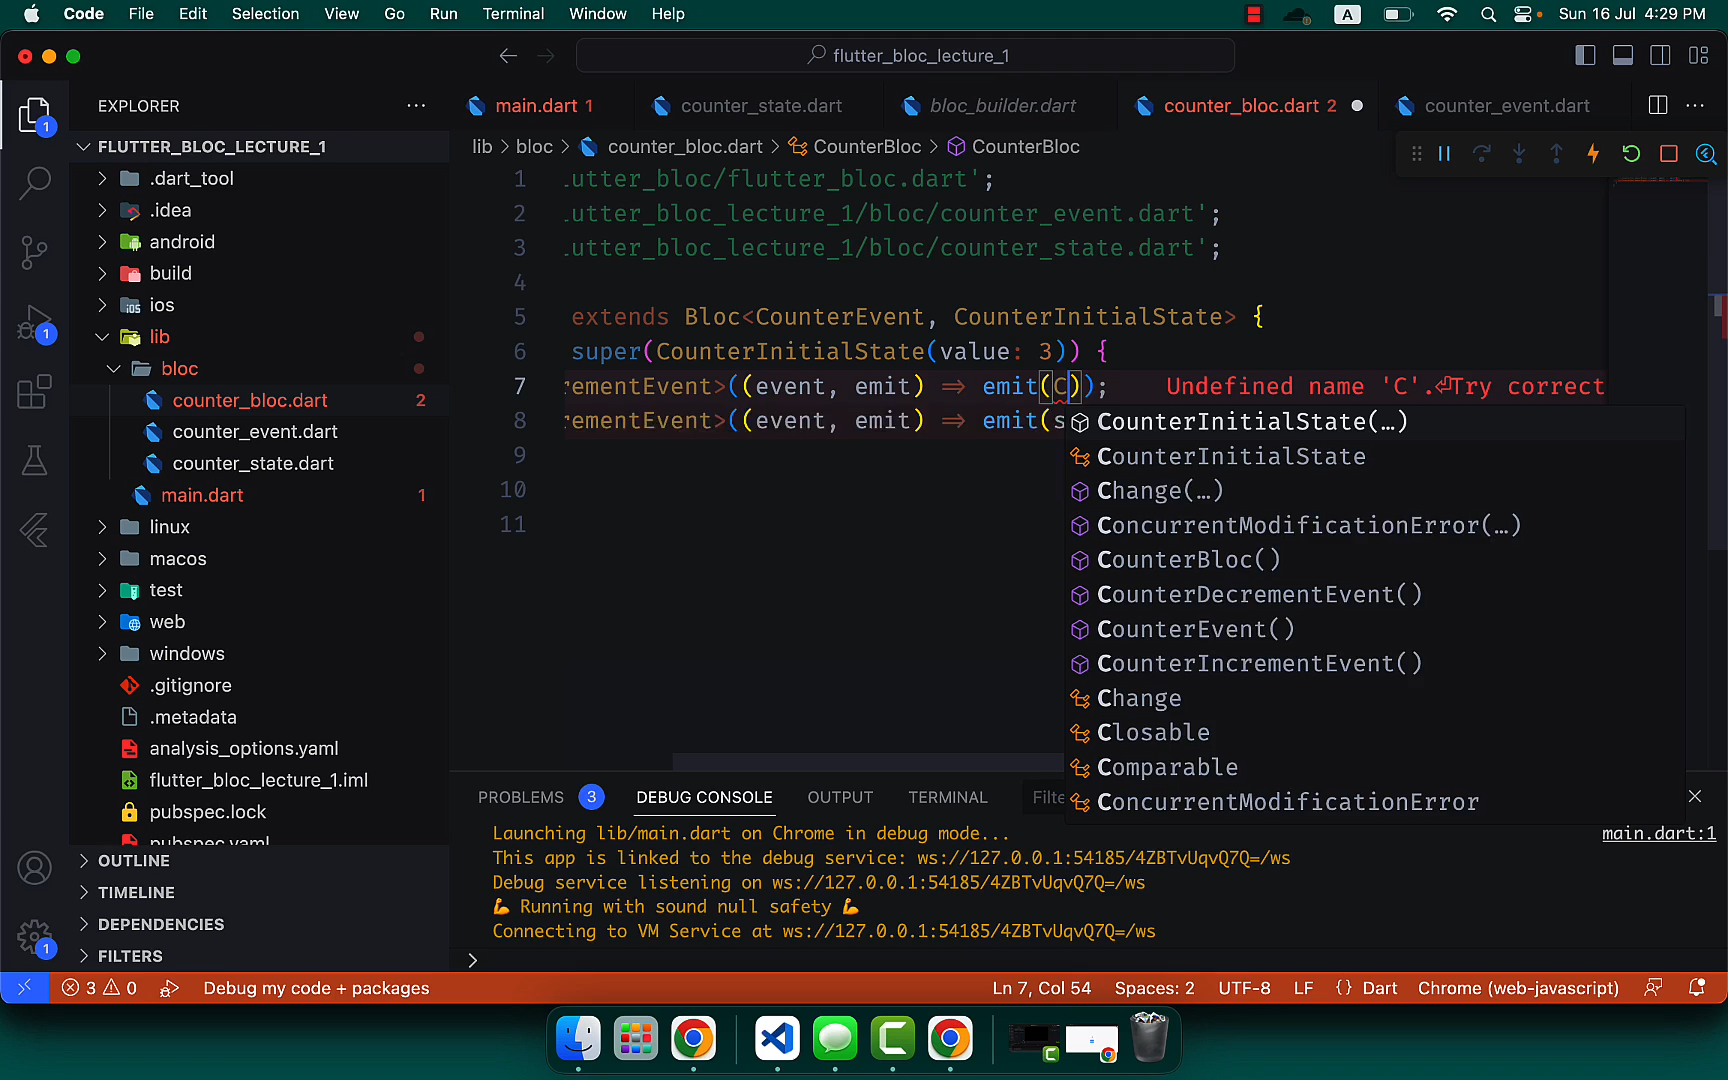 Code File Edit Selection View Go Run Terminal Window Help
A
Sun 16 Jul 4:29 PM
flutter_bloc_lecture_1
EXPLORER
main.dart 1
counter_state.dart
bloc_builder.dart
counter_bloc.dart 2
counter_event.dart
lib > bloc > counter_bloc.dart > CounterBloc > CounterBloc
FLUTTER_BLOC_LECTURE_1
.dart_tool
.idea
android
build
ios
lib
bloc
counter_bloc.dart 2
counter_event.dart
counter_state.dart
main.dart 1
linux
macos
test
web
windows
.gitignore
.metadata
analysis_options.yaml
flutter_bloc_lecture_1.iml
pubspec.lock
pubspec.yaml
OUTLINE
TIMELINE
DEPENDENCIES
FILTERS
1
1
1
1 .utter_bloc/flutter_bloc.dart';
2 .utter_bloc_lecture_1/bloc/counter_event.dart';
3 .utter_bloc_lecture_1/bloc/counter_state.dart';
4
5 extends Bloc<CounterEvent, CounterInitialState> {
6 super(CounterInitialState(value: 3)) {
7 rementEvent>((event, emit) => emit(C)); Undefined name 'C'.⏎Try correct
8 rementEvent>((event, emit) => emit(s
9
10
11
CounterInitialState(…)
CounterInitialState
Change(…)
ConcurrentModificationError(…)
CounterBloc()
CounterDecrementEvent()
CounterEvent()
CounterIncrementEvent()
Change
Closable
Comparable
ConcurrentModificationError
PROBLEMS 3 DEBUG CONSOLE OUTPUT TERMINAL Filte
Launching lib/main.dart on Chrome in debug mode...
main.dart:1
This app is linked to the debug service: ws://127.0.0.1:54185/4ZBTvUqvQ7Q=/ws
Debug service listening on ws://127.0.0.1:54185/4ZBTvUqvQ7Q=/ws
💪 Running with sound null safety 💪
Connecting to VM Service at ws://127.0.0.1:54185/4ZBTvUqvQ7Q=/ws
>
3 0 Debug my code + packages
Ln 7, Col 54 Spaces: 2 UTF-8 LF {} Dart Chrome (web-javascript)